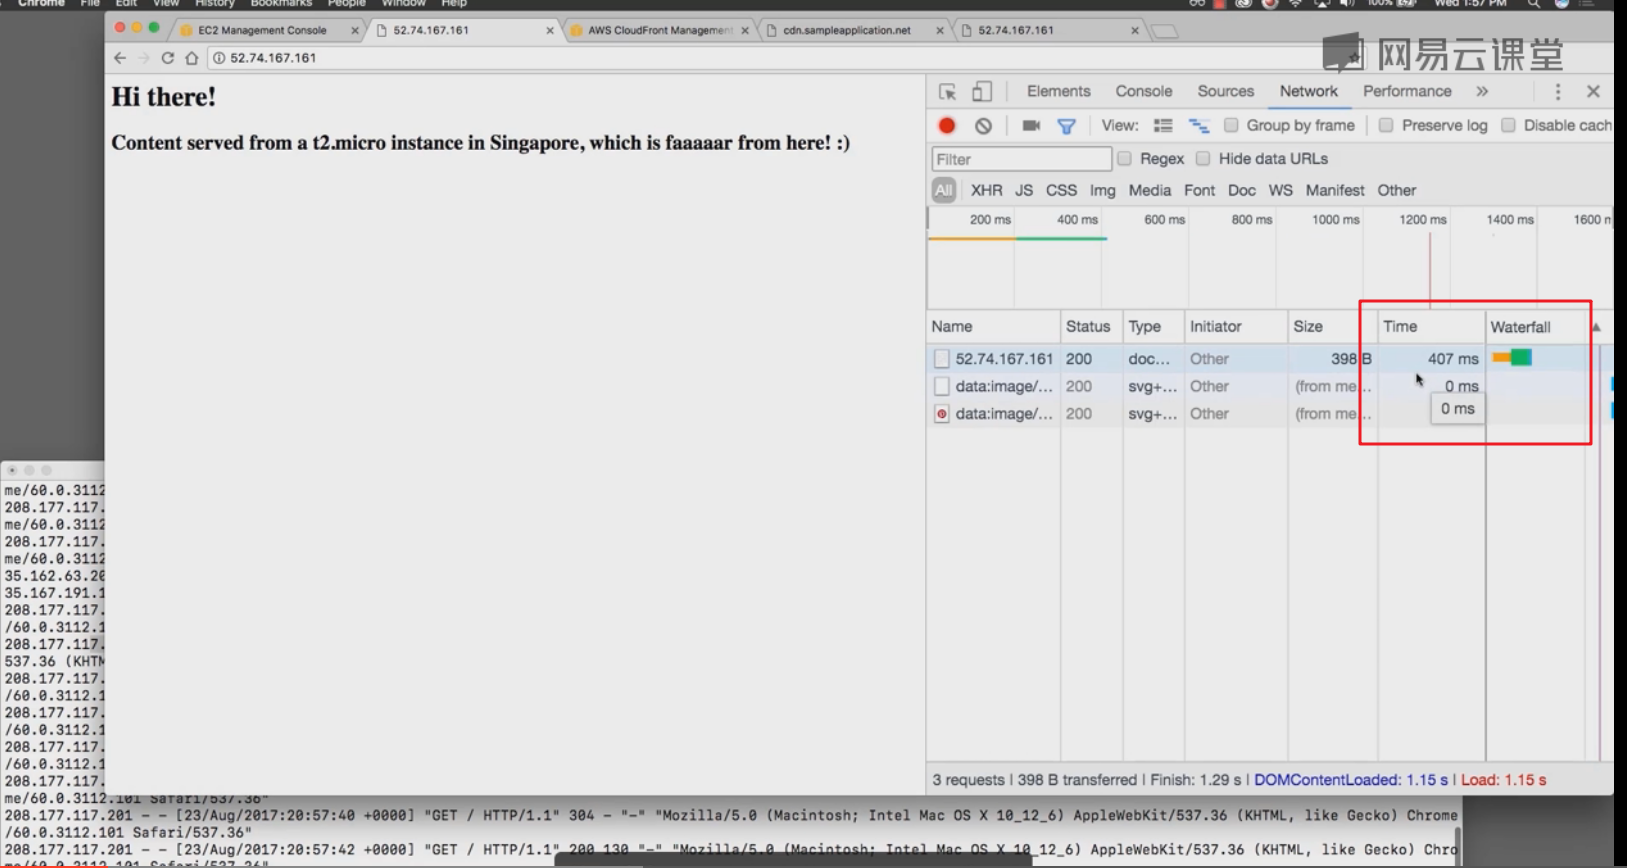 Chrome File Edit View History Bookmarks People Window Help 100% Wed 1:57 PM
EC2 Management Console
52.74.167.161
AWS CloudFront Management
cdn.sampleapplication.net
52.74.167.161
52.74.167.161
网易云课堂
Hi there!
Content served from a t2.micro instance in Singapore, which is faaaaar from here! :)
Elements Console Sources Network Performance »
View: Group by frame Preserve log Disable cach
Filter Regex Hide data URLs
All XHR JS CSS Img Media Font Doc WS Manifest Other
200 ms 400 ms 600 ms 800 ms 1000 ms 1200 ms 1400 ms 1600 m
Name Status Type Initiator Size Time Waterfall
52.74.167.161 200 doc... Other 398 B 407 ms
data:image/... 200 svg+... Other (from me... 0 ms
data:image/... 200 svg+... Other (from me...
0 ms
3 requests | 398 B transferred | Finish: 1.29 s | DOMContentLoaded: 1.15 s | Load: 1.15 s
me/60.0.3112
208.177.117.
me/60.0.3112
208.177.117.
me/60.0.3112
35.162.63.20
35.167.191.1
208.177.117.
/60.0.3112.1
208.177.117.
537.36 (KHTM
208.177.117.
/60.0.3112.1
208.177.117.
/60.0.3112.1
208.177.117.
/60.0.3112.1
208.177.117.
me/60.0.3112.101 Safari/537.36"
208.177.117.201 - - [23/Aug/2017:20:57:40 +0000] "GET / HTTP/1.1" 304 - "-" "Mozilla/5.0 (Macintosh; Intel Mac OS X 10_12_6) AppleWebKit/537.36 (KHTML, like Gecko) Chrome
/60.0.3112.101 Safari/537.36"
208.177.117.201 - - [23/Aug/2017:20:57:42 +0000] "GET / HTTP/1.1" 200 130 "-" "Mozilla/5.0 (Macintosh; Intel Mac OS X 10_12_6) AppleWebKit/537.36 (KHTML, like Gecko) Chro
me/60.0.3112.101 Safari/537.36"